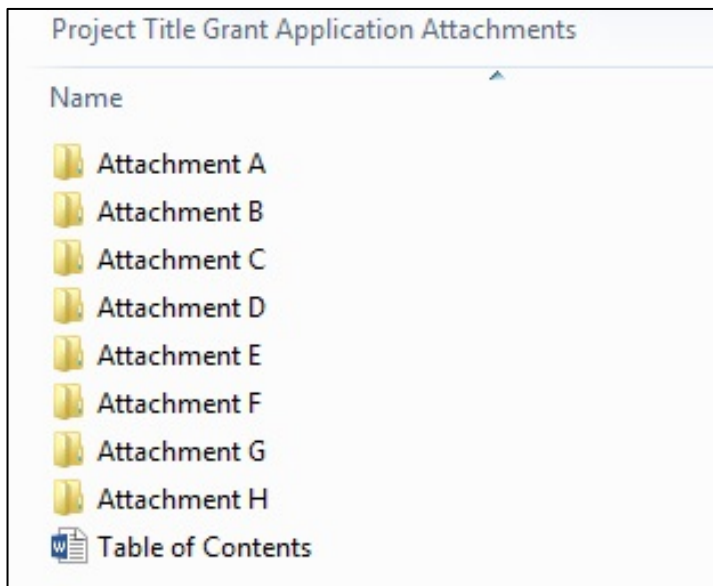 Project Title Grant Application Attachments
Name
Attachment A
Attachment B
Attachment C
Attachment D
Attachment E
Attachment F
Attachment G
Attachment H
Table of Contents